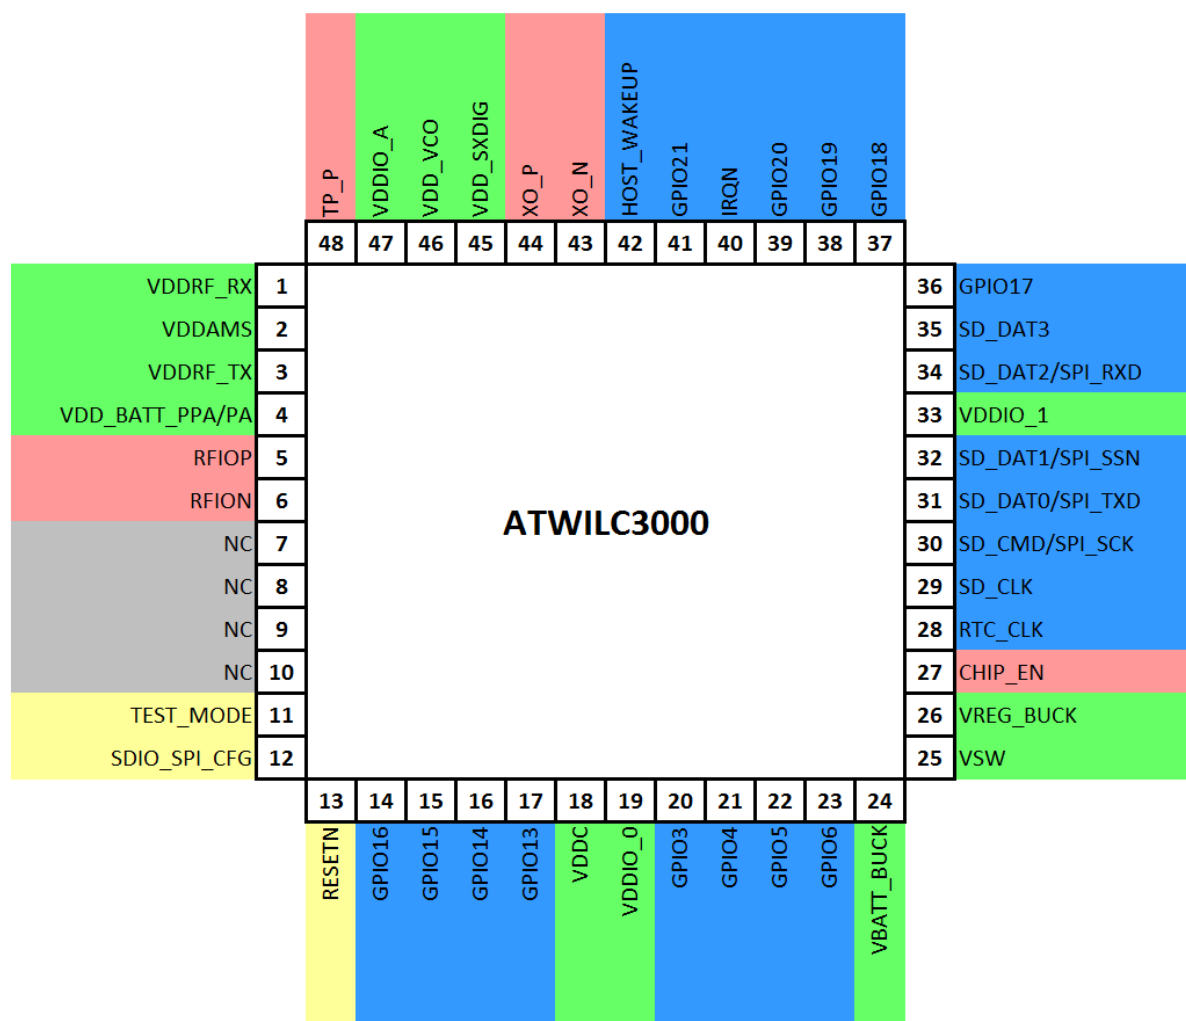 TP_P
VDDIO_A
VDD_VCO
VDD_SXDIG
XO_P
XO_N
HOST_WAKEUP
GPIO21
IRQN
GPIO20
GPIO19
GPIO18
48 47 46 45 44 43 42 41 40 39 38 37
VDDRF_RX 1
VDDAMS 2
VDDRF_TX 3
VDD_BATT_PPA/PA 4
RFIOP 5
RFION 6
NC 7
NC 8
NC 9
NC 10
TEST_MODE 11
SDIO_SPI_CFG 12
ATWILC3000
36 GPIO17
35 SD_DAT3
34 SD_DAT2/SPI_RXD
33 VDDIO_1
32 SD_DAT1/SPI_SSN
31 SD_DAT0/SPI_TXD
30 SD_CMD/SPI_SCK
29 SD_CLK
28 RTC_CLK
27 CHIP_EN
26 VREG_BUCK
25 VSW
13 14 15 16 17 18 19 20 21 22 23 24
RESETN
GPIO16
GPIO15
GPIO14
GPIO13
VDDC
VDDIO_0
GPIO3
GPIO4
GPIO5
GPIO6
VBATT_BUCK